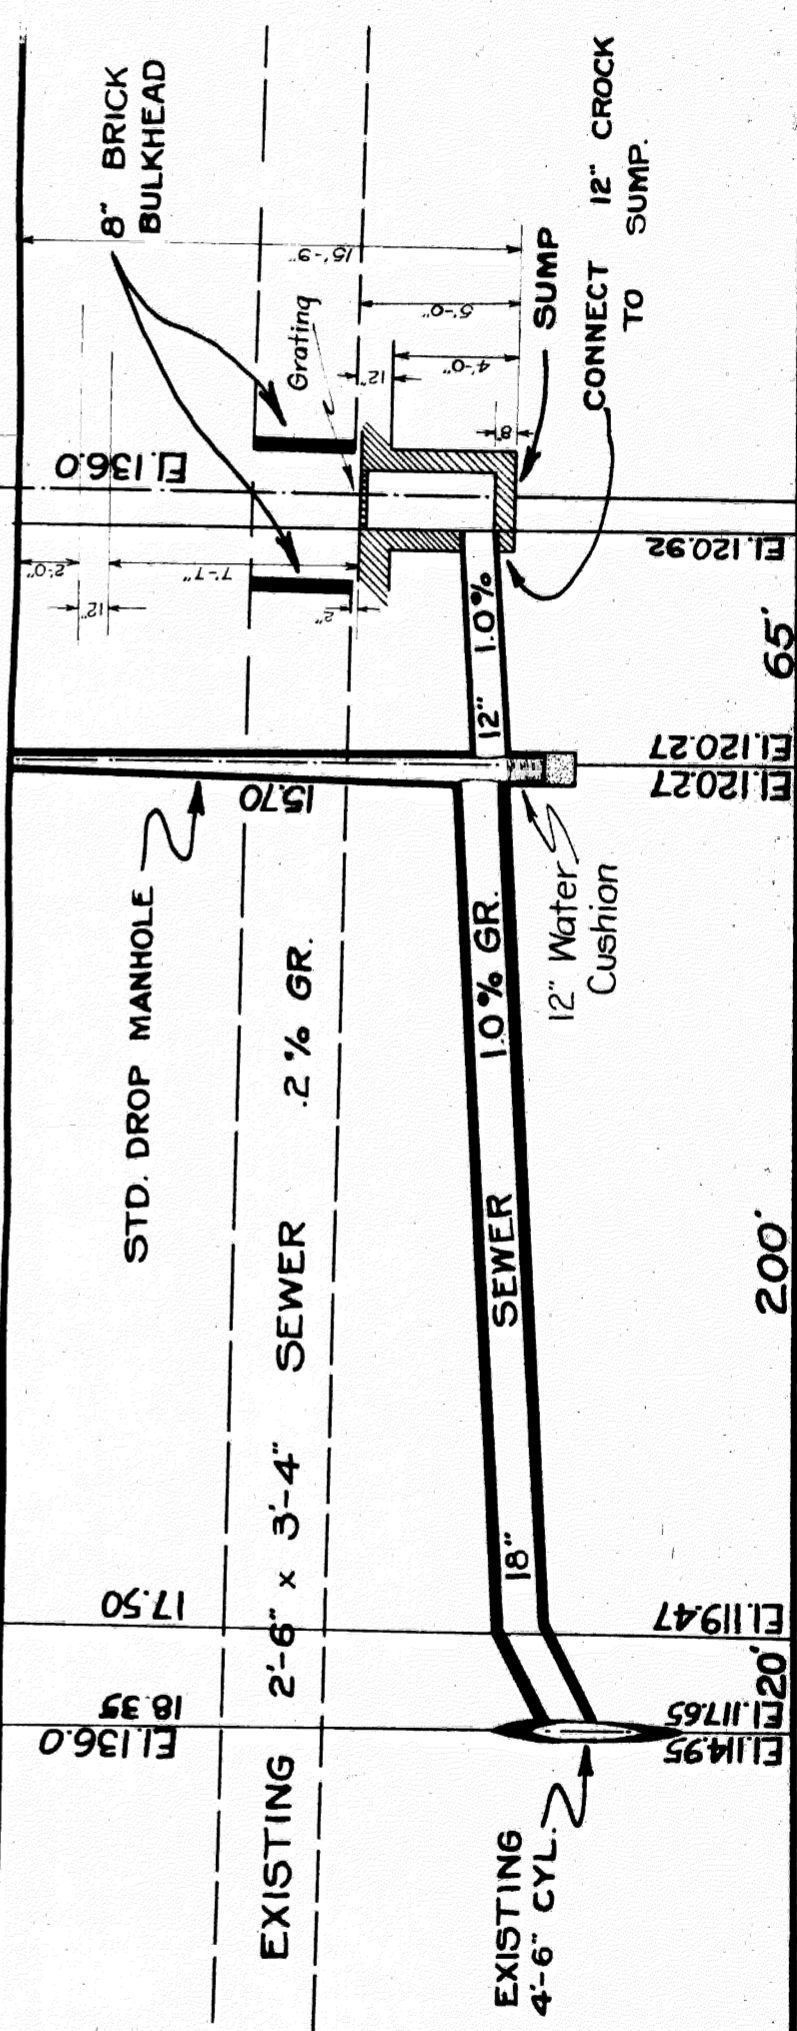 8" BRICK
BULKHEAD
15'-9"
Grating
5'-0"
12"
4'-0"
8"
SUMP
CONNECT 12" CROCK
TO SUMP.
El.136.0
2'-0"
12"
7'-7"
2"
El.120.92
12" 1.0%
65'
El.120.27
El.120.27
15.70
STD. DROP MANHOLE
12" Water
Cushion
EXISTING 2'-6" x 3'-4" SEWER .2% GR.
18" SEWER 1.0% GR.
200'
17.50
El.119.47
20'
18.35
El.136.0
El.117.65
El.114.95
EXISTING
4'-6" CYL.